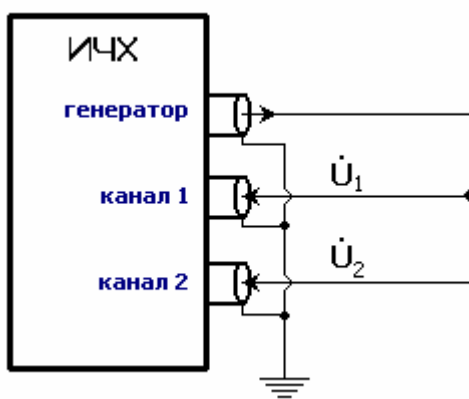 ИЧХ
генератор
канал 1
U̇₁
канал 2
U̇₂